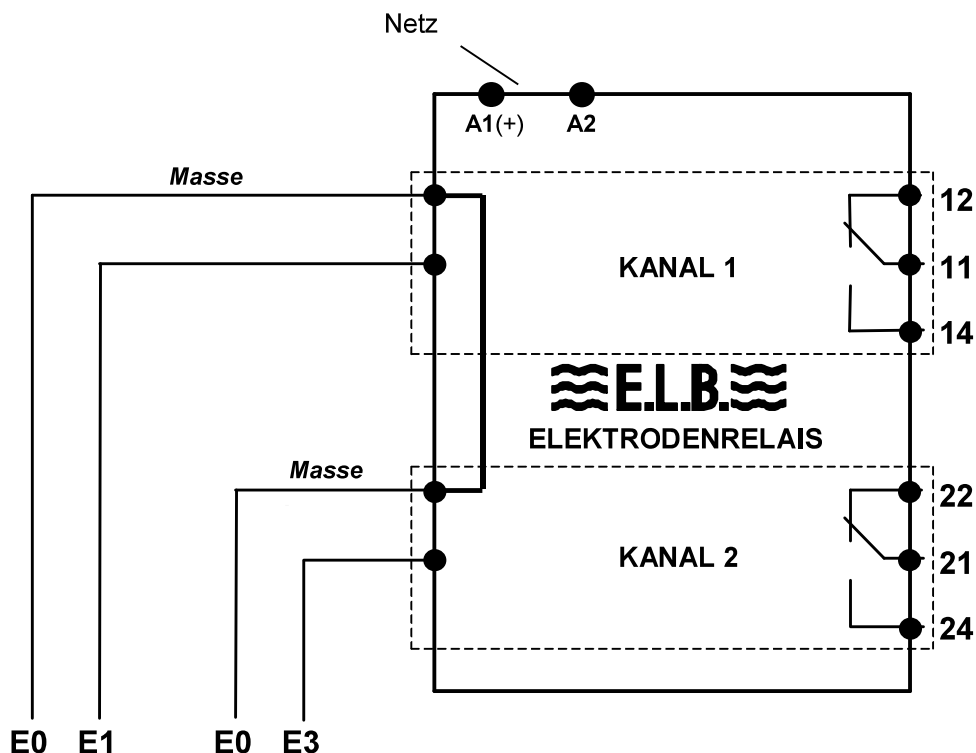 Netz
A1(+) A2
Masse
12
KANAL 1
11
14
E.L.B.
ELEKTRODENRELAIS
Masse
22
KANAL 2
21
24
E0 E1 E0 E3